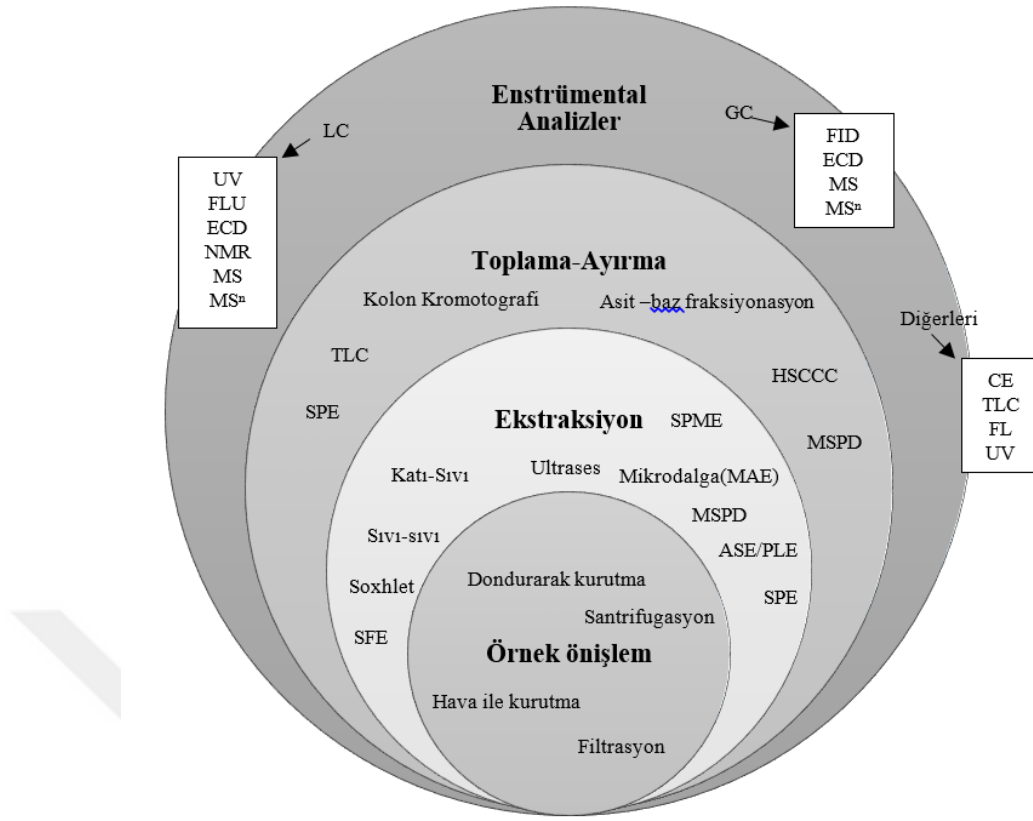 Enstrümental
Analizler
LC
UV
FLU
ECD
NMR
MS
MSⁿ
GC
FID
ECD
MS
MSⁿ
Diğerleri
CE
TLC
FL
UV
Toplama-Ayırma
Kolon Kromotografi
Asit –baz fraksiyonasyon
TLC
SPE
HSCCC
MSPD
Ekstraksiyon
SPME
Katı-Sıvı
Ultrases
Mikrodalga(MAE)
MSPD
Sıvı-sıvı
ASE/PLE
Soxhlet
SPE
SFE
Dondurarak kurutma
Santrifugasyon
Örnek önişlem
Hava ile kurutma
Filtrasyon